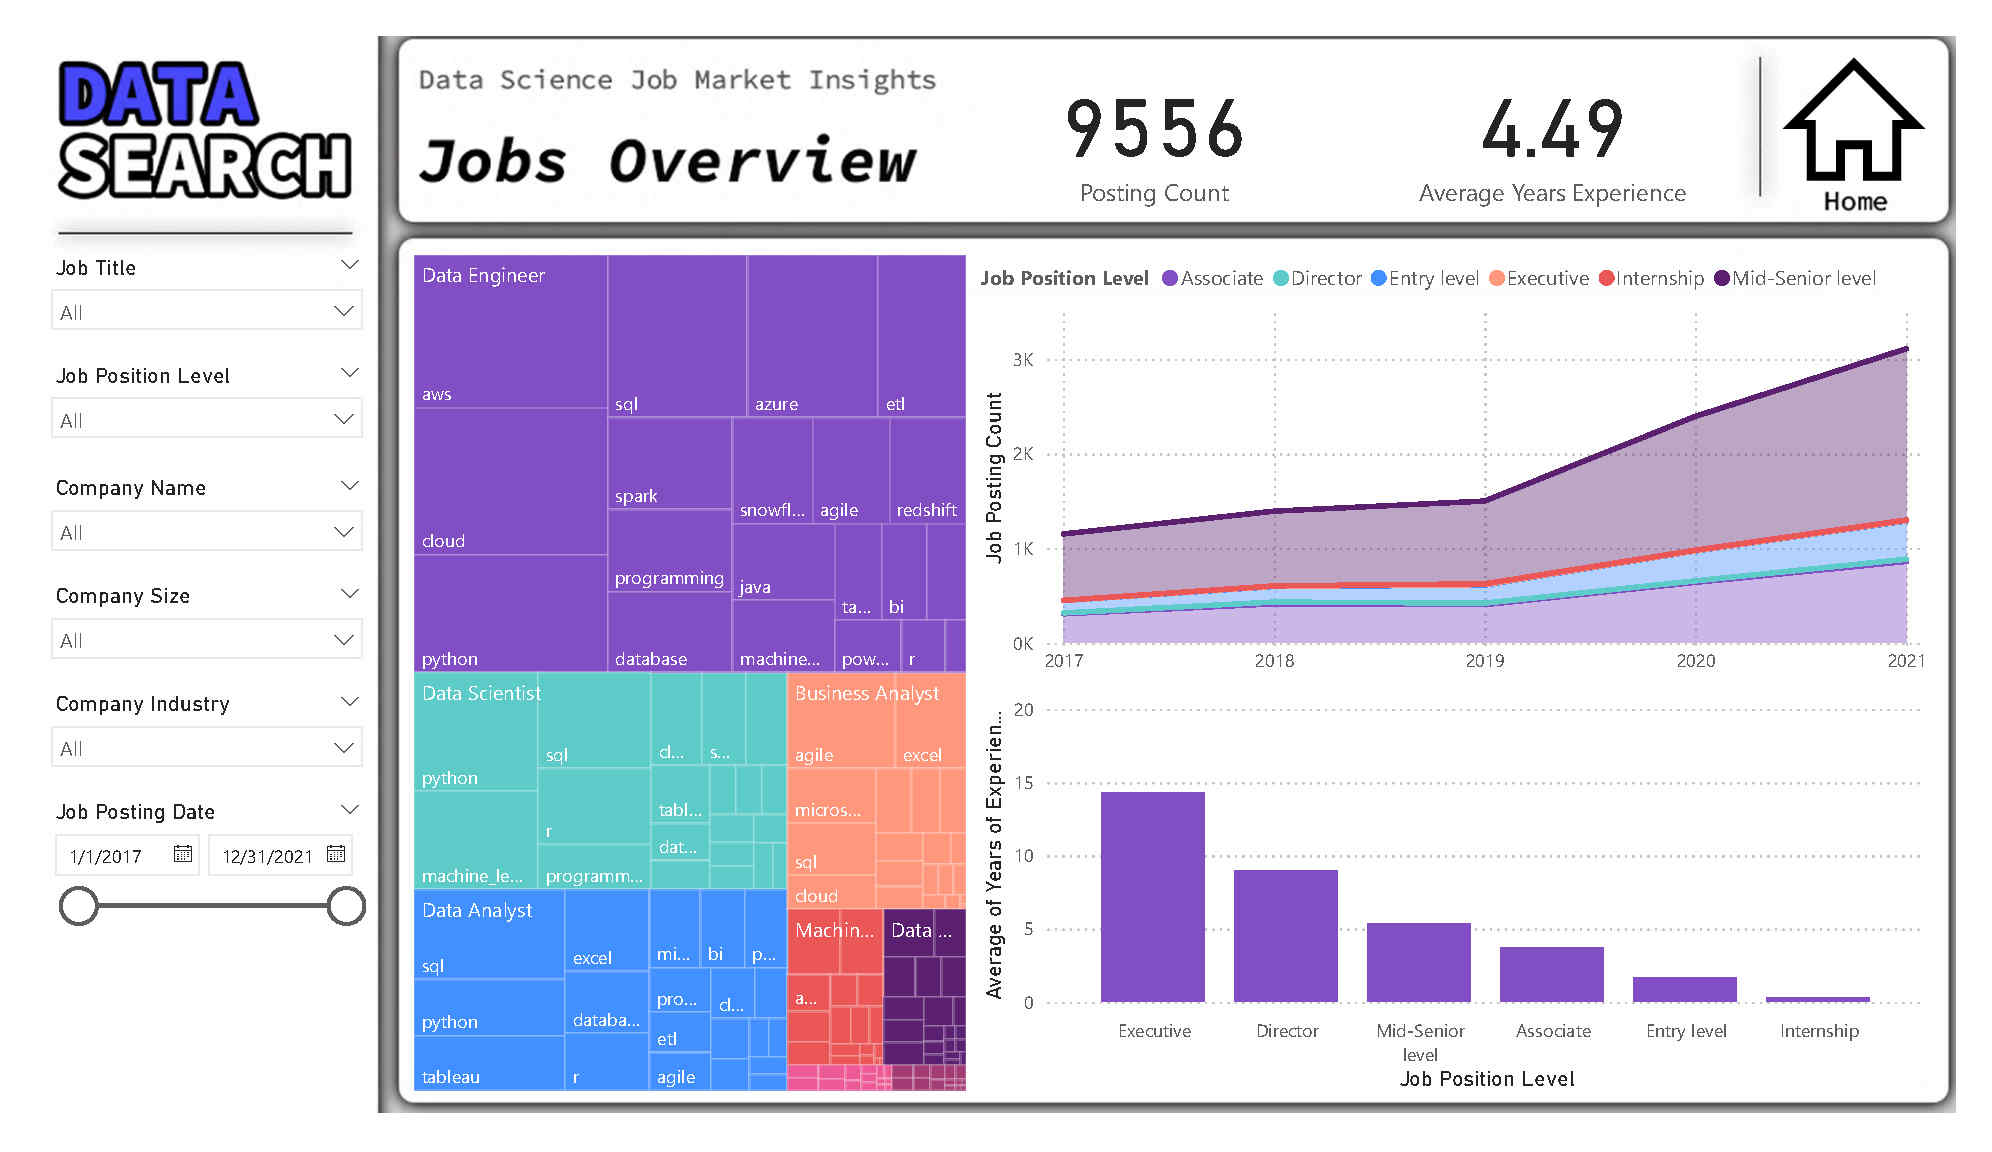 DATA
SEARCH
Job Title
All
Job Position Level
All
Company Name
All
Company Size
All
Company Industry
All
Job Posting Date
1/1/2017 12/31/2021
Data Science Job Market Insights
Jobs Overview
9556
Posting Count
4.49
Average Years Experience
Home
Data Engineer
aws
cloud
python
sql
azure
etl
spark
programming
database
snowfl...
agile
redshift
java
machine...
ta...
bi
pow...
r
Data Scientist
python
machine_le...
sql
r
programm...
cl...
s...
tabl...
dat...
Business Analyst
agile
excel
micros...
sql
cloud
Data Analyst
sql
python
tableau
excel
databa...
r
mi...
bi
p...
pro...
cl...
etl
agile
Machin...
a...
Data ...
Job Position Level Associate Director Entry level Executive Internship Mid-Senior level
Job Posting Count
3K
2K
1K
0K
2017 2018 2019 2020 2021
Average of Years of Experien...
20
15
10
5
0
Executive Director Mid-Senior level Associate Entry level Internship
Job Position Level